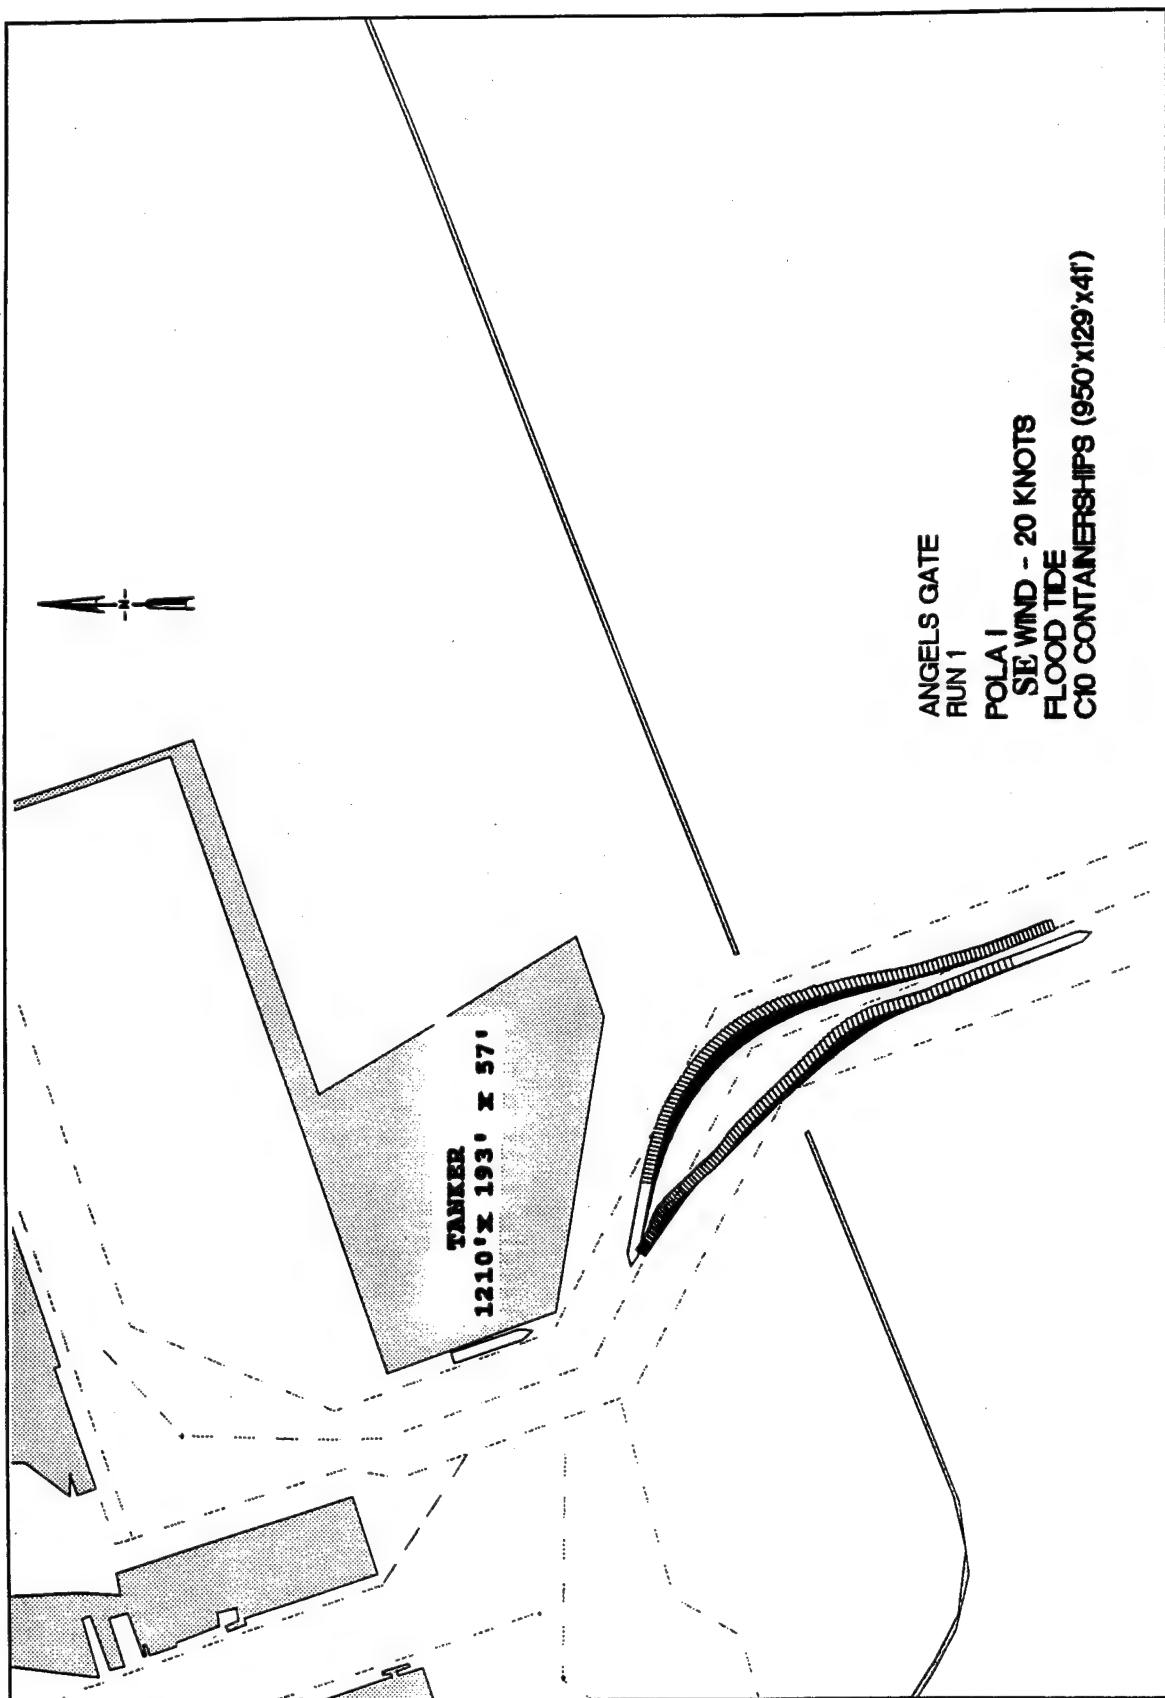 N
TANKER
1210'X 193' X 57'
ANGELS GATE
RUN 1
POLA I
SE WIND - 20 KNOTS
FLOOD TIDE
C10 CONTAINERSHIPS (950'x129'x41')